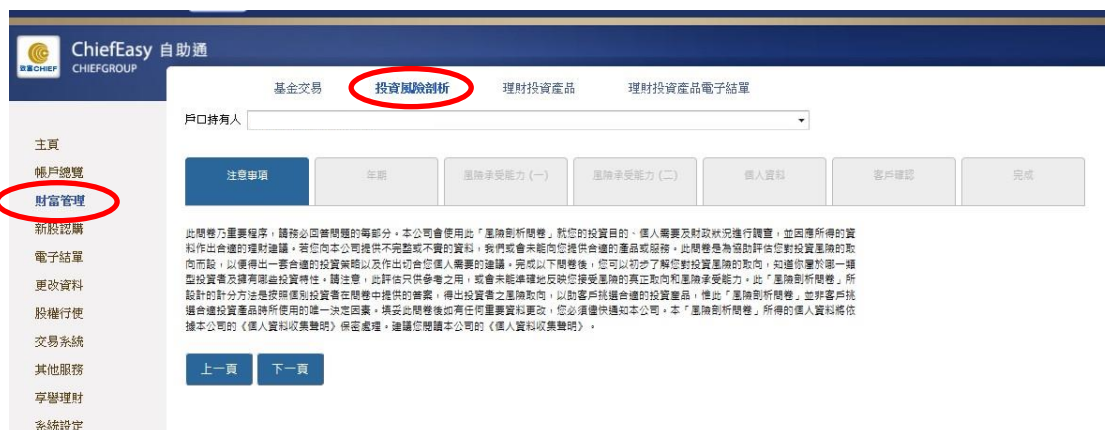 ChiefEasy 自助通
CHIEFGROUP
致富CHIEF
基金交易 投資風險剖析 理財投資產品 理財投資產品電子結單
戶口持有人
主頁
帳戶總覽
財富管理
新股認購
電子結單
更改資料
股權行使
交易系統
其他服務
享譽理財
系統設定
注意事項 年期 風險承受能力 (一) 風險承受能力 (二) 個人資料 客戶確認 完成
此問卷乃重要程序，請務必回答問題的每部分。本公司會使用此「風險剖析問卷」就您的投資目的、個人需要及財政狀況進行調查，並因應所得的資
料作出合適的理財建議。若您向本公司提供不完整或不實的資料，我們或會未能向您提供合適的產品或服務。此問卷是為協助評估您對投資風險的取
向而設，以便得出一套合適的投資策略以及作出切合您個人需要的建議。完成以下問卷後，您可以初步了解您對投資風險的取向，知道你屬於哪一類
型投資者及擁有哪些投資特性。請注意，此評估只供參考之用，或會未能準確地反映您接受風險的真正取向和風險承受能力。此「風險剖析問卷」所
設計的計分方法是按照個別投資者在問卷中提供的答案，得出投資者之風險取向，以助客戶挑選合適的投資產品，惟此「風險剖析問卷」並非客戶挑
選合適投資產品時所使用的唯一決定因素。填妥此問卷後如有任何重要資料更改，您必須儘快通知本公司。本「風險剖析問卷」所得的個人資料將依
據本公司的《個人資料收集聲明》保密處理。建議您閱讀本公司的《個人資料收集聲明》。
上一頁 下一頁